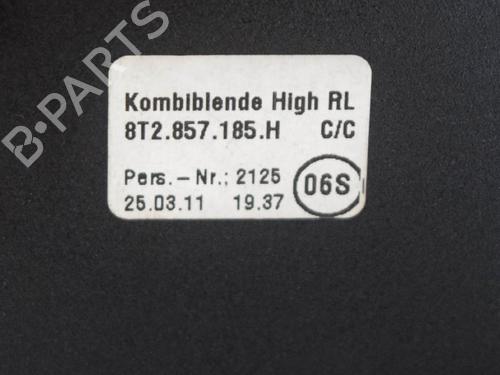 B-PARTS
Kombiblende High RL
8T2.857.185.H C/C
Pers.-Nr.; 2125
25.03.11 19.37
06S